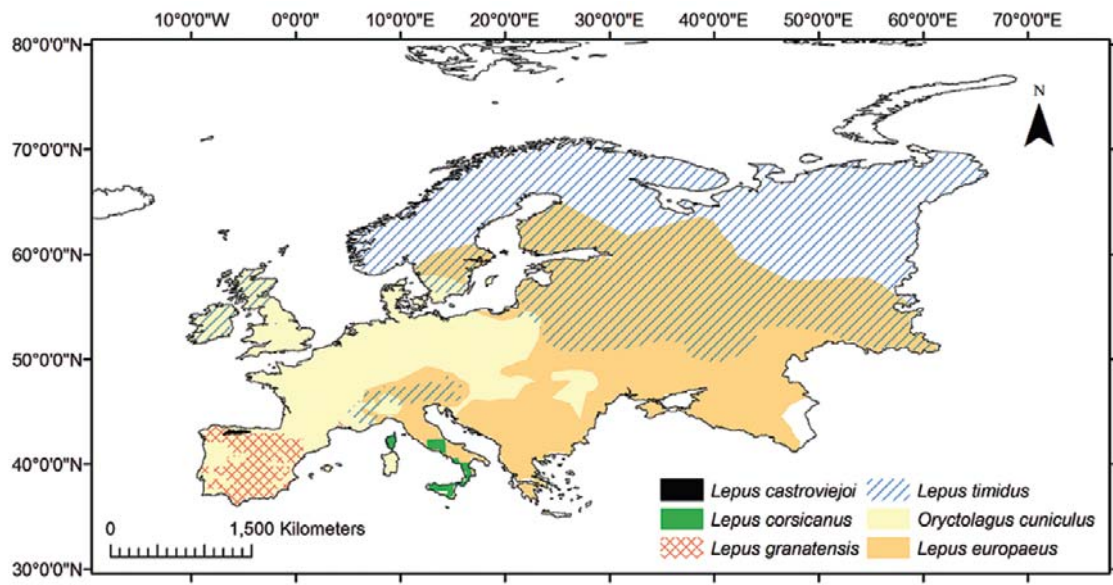 10°0'0"W 0°0'0" 10°0'0"E 20°0'0"E 30°0'0"E 40°0'0"E 50°0'0"E 60°0'0"E 70°0'0"E
80°0'0"N
N
70°0'0"N
60°0'0"N
50°0'0"N
40°0'0"N
30°0'0"N
0 1,500 Kilometers
Lepus castroviejoi Lepus timidus
Lepus corsicanus Oryctolagus cuniculus
Lepus granatensis Lepus europaeus